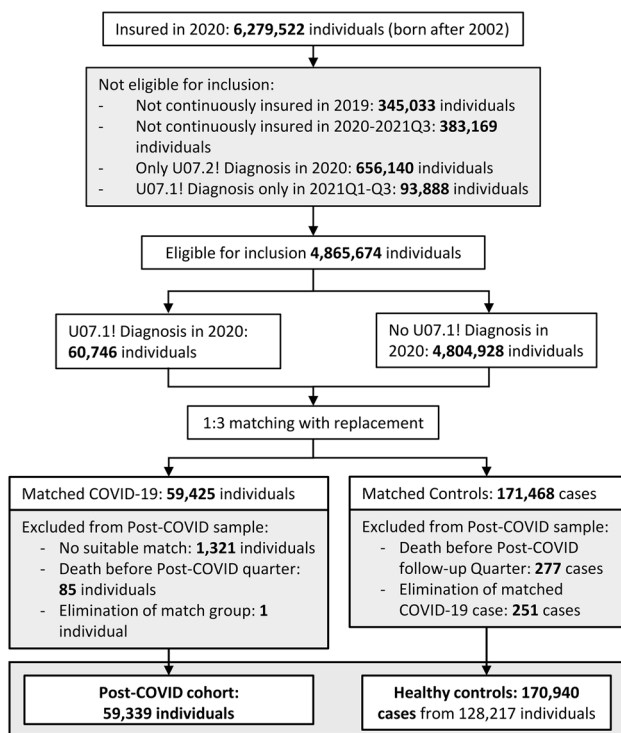 Insured in 2020: 6,279,522 individuals (born after 2002)
Not eligible for inclusion:
- Not continuously insured in 2019: 345,033 individuals
- Not continuously insured in 2020-2021Q3: 383,169
individuals
- Only U07.2! Diagnosis in 2020: 656,140 individuals
- U07.1! Diagnosis only in 2021Q1-Q3: 93,888 individuals
Eligible for inclusion 4,865,674 individuals
U07.1! Diagnosis in 2020:
60,746 individuals
No U07.1! Diagnosis in
2020: 4,804,928 individuals
1:3 matching with replacement
Matched COVID-19: 59,425 individuals
Excluded from Post-COVID sample:
- No suitable match: 1,321 individuals
- Death before Post-COVID quarter:
85 individuals
- Elimination of match group: 1
individual
Matched Controls: 171,468 cases
Excluded from Post-COVID sample:
- Death before Post-COVID
follow-up Quarter: 277 cases
- Elimination of matched
COVID-19 case: 251 cases
Post-COVID cohort:
59,339 individuals
Healthy controls: 170,940
cases from 128,217 individuals